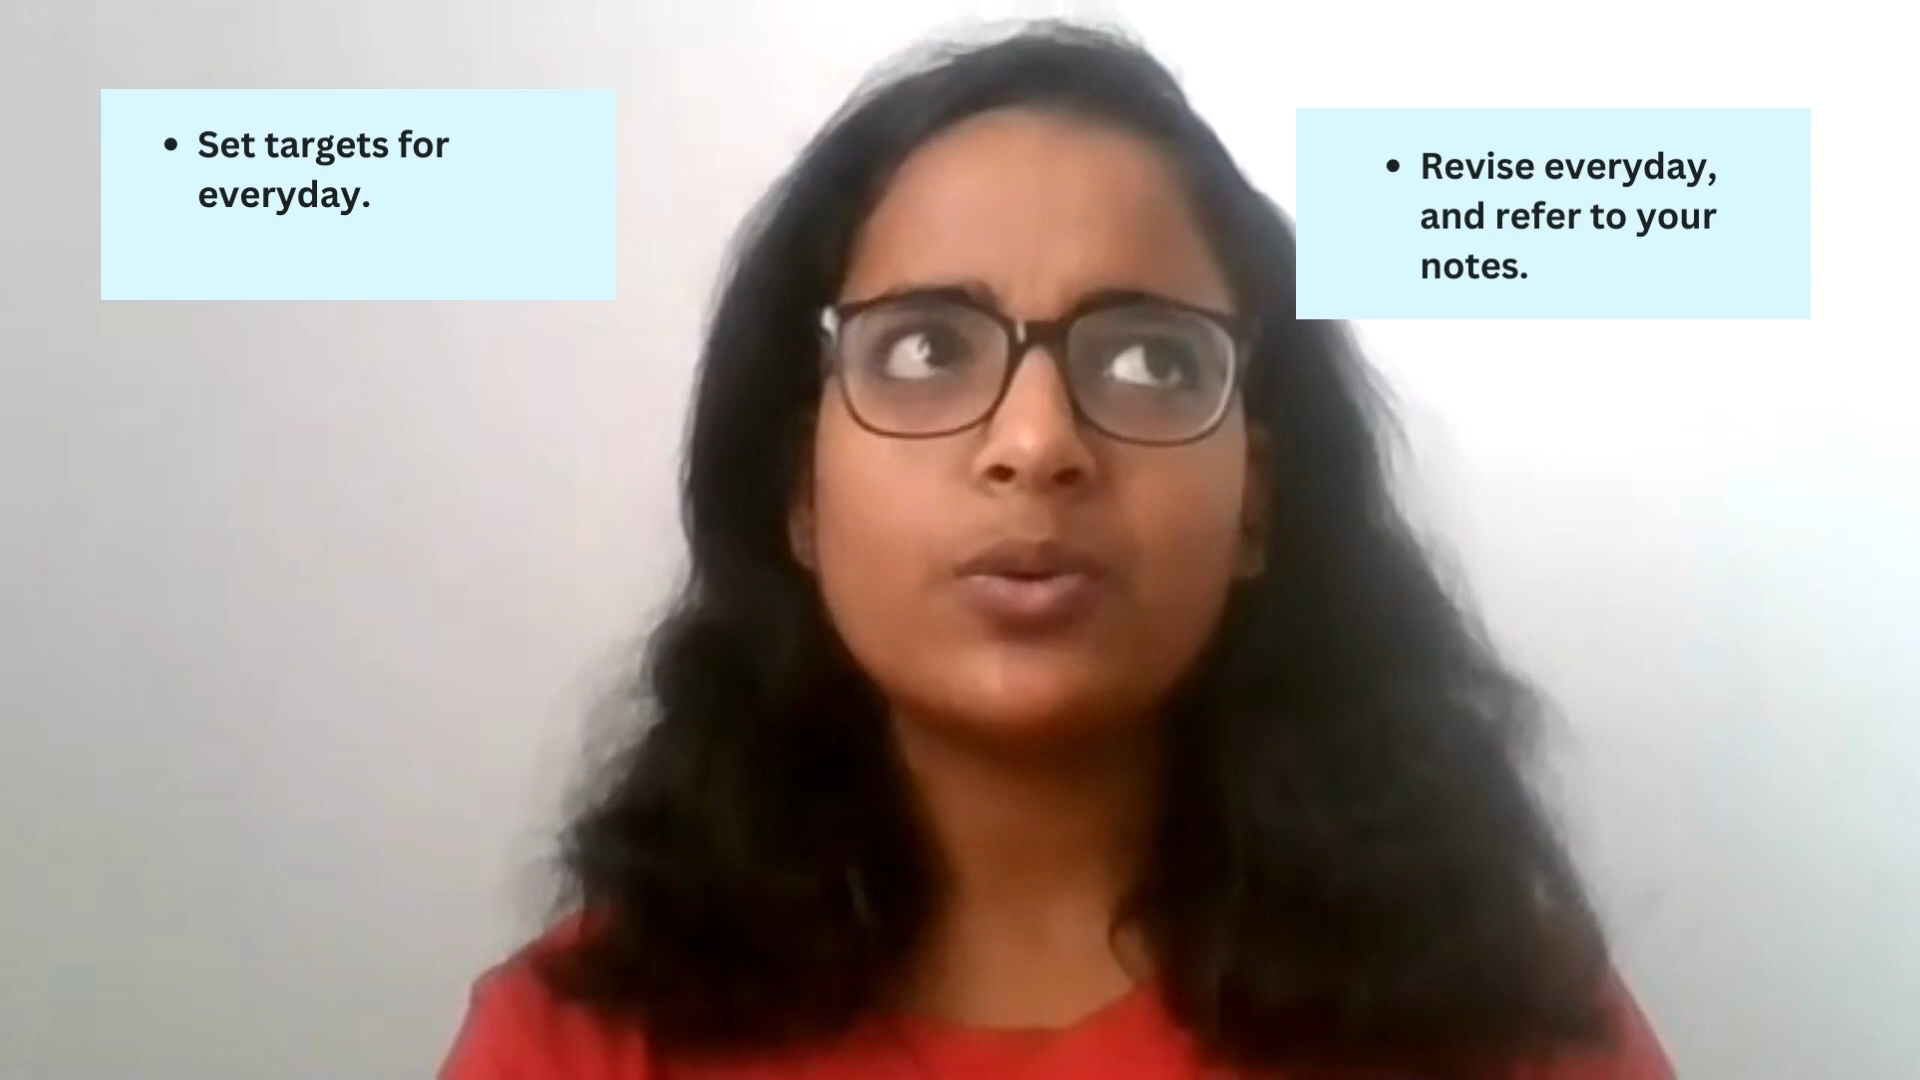 • Set targets for
everyday.
• Revise everyday,
and refer to your
notes.